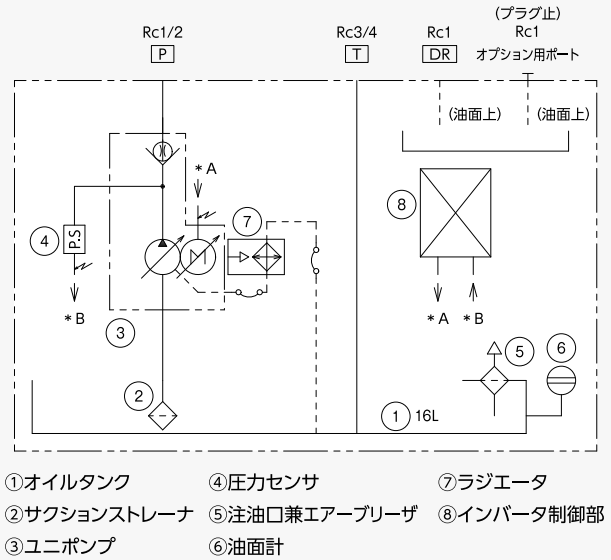 (プラグ止)
Rc1/2
Rc3/4
Rc1
Rc1
P
T
DR
オプション用ポート
(油面上)
(油面上)
*A
④
P.S
⑦
⑧
M
*B
③
*A
*B
②
⑤
⑥
① 16L
①オイルタンク
④圧力センサ
⑦ラジエータ
②サクションストレーナ
⑤注油口兼エアーブリーザ
⑧インバータ制御部
③ユニポンプ
⑥油面計